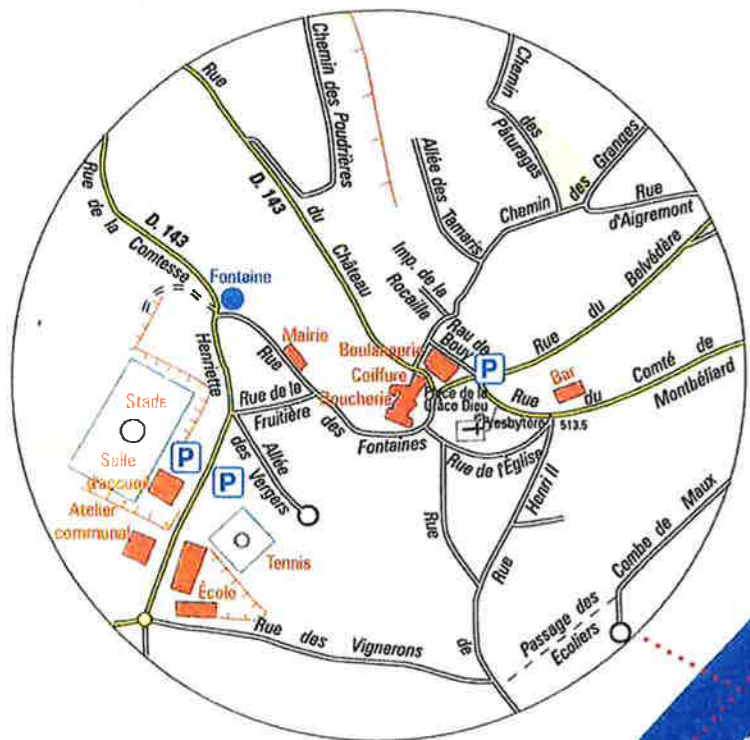 Chemin des Poudrières
Rue du Château
D. 143
Chemin des Pâturages
Chemin des Granges
Rue
d'Aigremont
Allée des Tamaris
Imp. de la
Rocaille
Rue de la Comtesse Henriette
D. 143
Fontaine
Mairie
Boulangerie
Coiffure
Boucherie
Rau de
P
Rue du Belvédère
Bar
Rue du Comté de
Montbéliard
Place de la
Grâce Dieu
Presbytère
513.5
Rue des Fontaines
Rue de l'Église
Rue de la
Fruitière
Allée
des Vergers
Stade
P
P
Salle
d'accueil
Atelier
communal
Tennis
École
Rue de Henri II
Rue
Combe de Maux
Passage des
Ecoliers
Rue des Vignerons